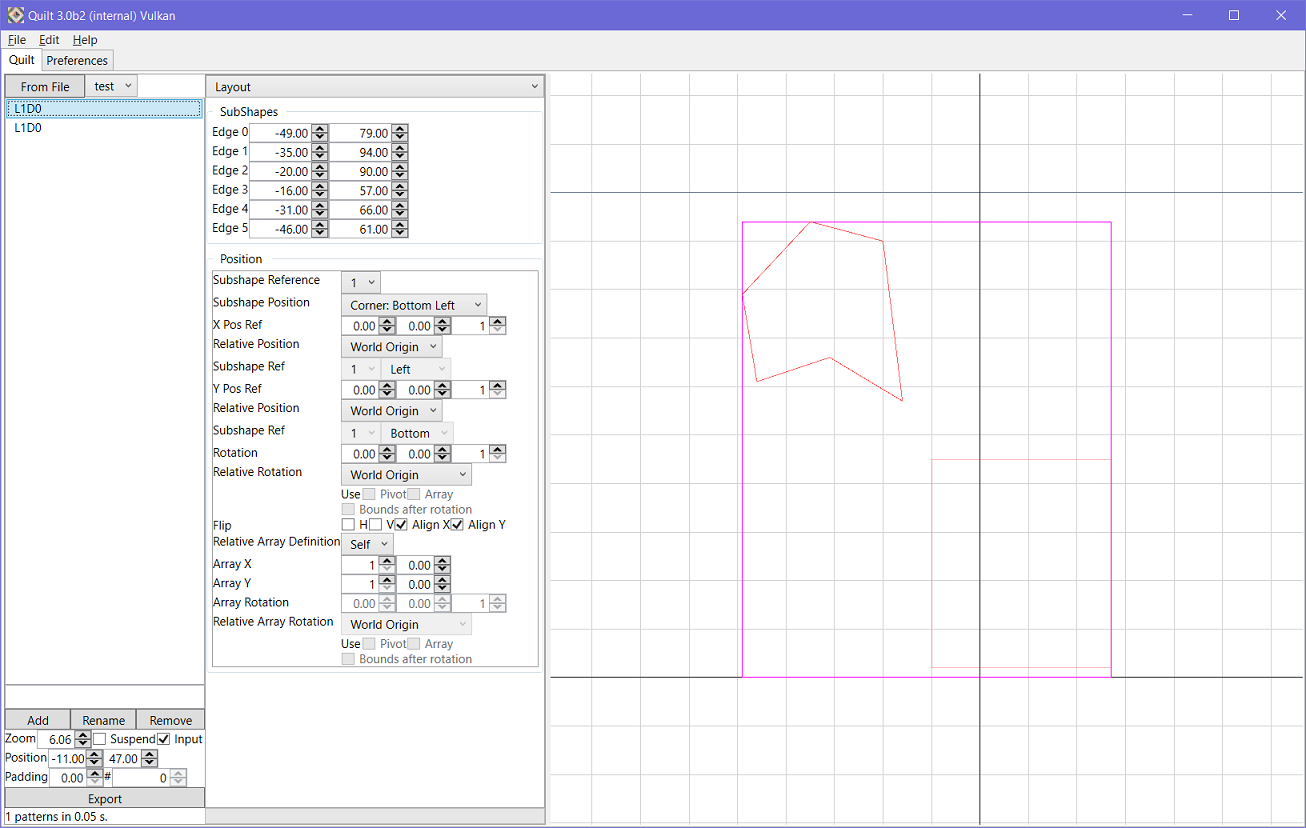 Quilt 3.0b2 (internal) Vulkan
File Edit Help
Quilt Preferences
From File test Layout
L1D0
L1D0
SubShapes
Edge 0 -49.00 79.00
Edge 1 -35.00 94.00
Edge 2 -20.00 90.00
Edge 3 -16.00 57.00
Edge 4 -31.00 66.00
Edge 5 -46.00 61.00
Position
Subshape Reference 1
Subshape Position Corner: Bottom Left
X Pos Ref 0.00 0.00 1
Relative Position World Origin
Subshape Ref 1 Left
Y Pos Ref 0.00 0.00 1
Relative Position World Origin
Subshape Ref 1 Bottom
Rotation 0.00 0.00 1
Relative Rotation World Origin
Use Pivot Array
Bounds after rotation
Flip H V Align X Align Y
Relative Array Definition Self
Array X 1 0.00
Array Y 1 0.00
Array Rotation 0.00 0.00 1
Relative Array Rotation World Origin
Use Pivot Array
Bounds after rotation
Add Rename Remove
Zoom 6.06 Suspend Input
Position -11.00 47.00
Padding 0.00 # 0
Export
1 patterns in 0.05 s.